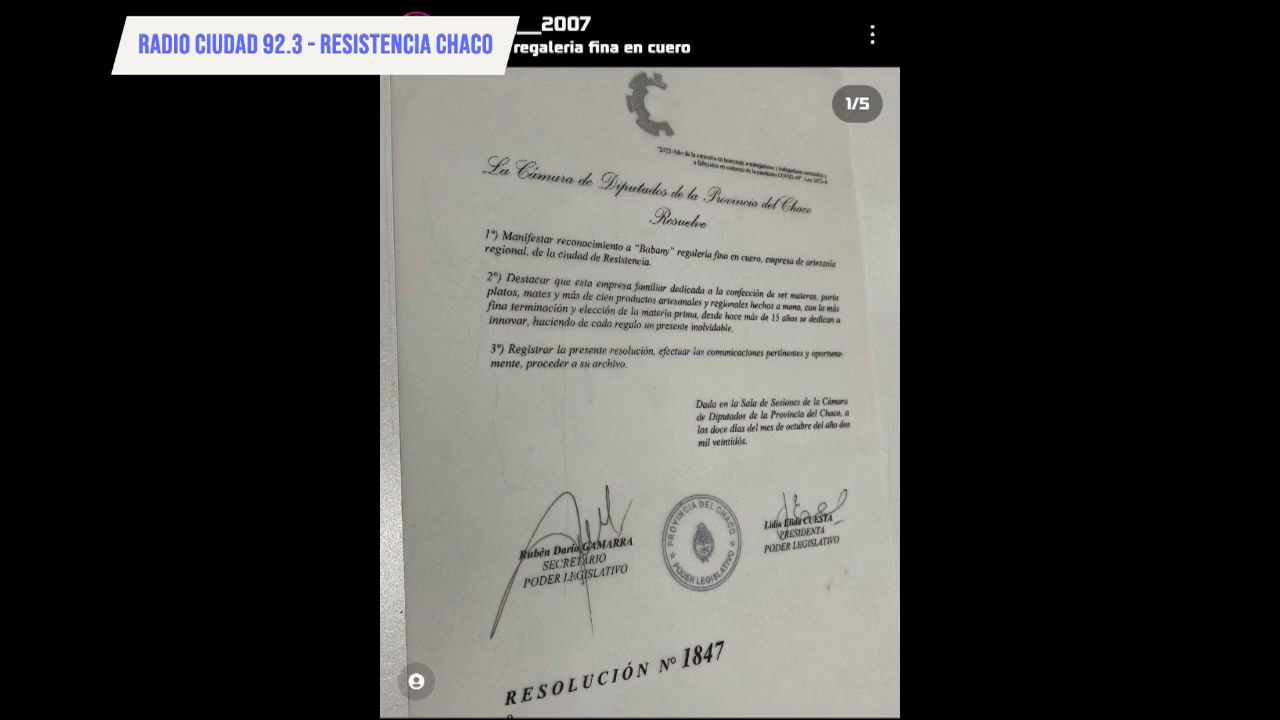 RADIO CIUDAD 92.3 - RESISTENCIA CHACO
__2007
regaleria fina en cuero
1/5
La Cámara de Diputados de la Provincia del Chaco
Resuelve
1º) Manifestar reconocimiento a "Babany" regalería fina en cuero, empresa de artesanía
regional, de la ciudad de Resistencia.
2º) Destacar que esta empresa familiar dedicada a la confección de set materos, porta
platos, mates y más de cien productos artesanales y regionales hechos a mano, con la más
fina terminación y elección de la materia prima, desde hace más de 15 años se dedican a
innovar, haciendo de cada regalo un presente inolvidable.
3º) Registrar la presente resolución, efectuar las comunicaciones pertinentes y oportuna-
mente, proceder a su archivo.
Dada en la Sala de Sesiones de la Cámara
de Diputados de la Provincia del Chaco, a
los doce días del mes de octubre del año dos
mil veintidós.
Rubén Darío GAMARRA
SECRETARIO
PODER LEGISLATIVO
PROVINCIA DEL CHACO
PODER LEGISLATIVO
Lidia Élida CUESTA
PRESIDENTA
PODER LEGISLATIVO
RESOLUCIÓN Nº 1847